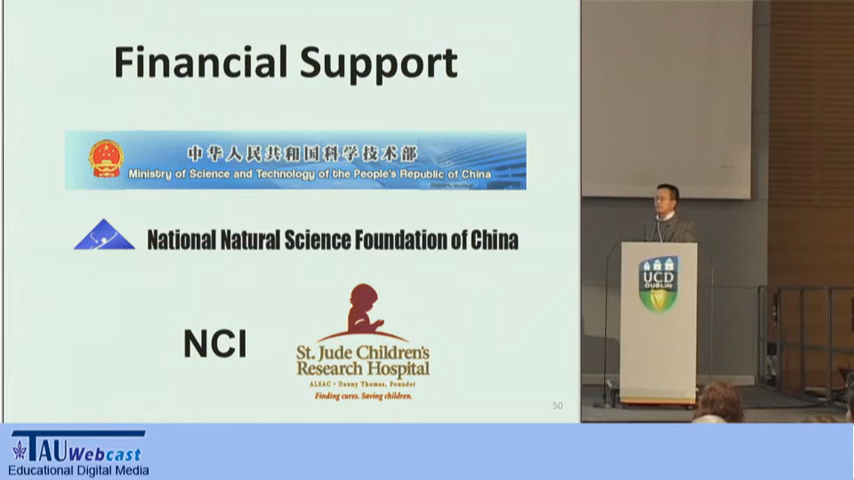 Financial Support
中华人民共和国科学技术部
Ministry of Science and Technology of the People's Republic of China
National Natural Science Foundation of China
NCI
St. Jude Children's
Research Hospital
ALSAC • Danny Thomas, Founder
Finding cures. Saving children.
50
UCD
DUBLIN
TAU Webcast
Educational Digital Media